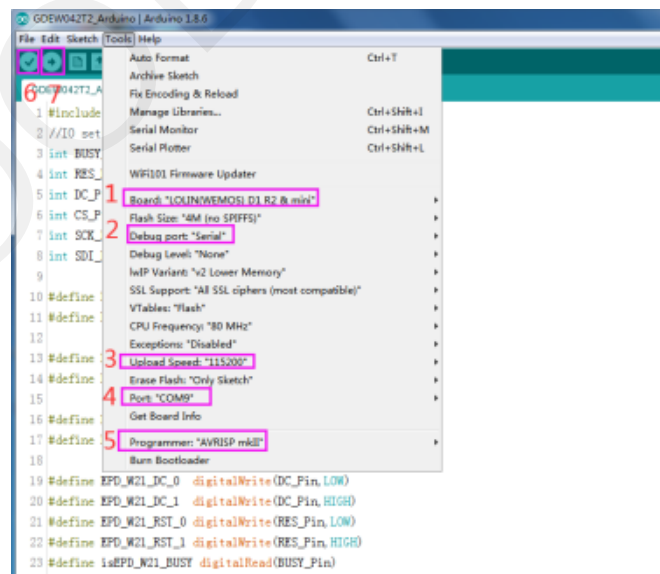 GDEW042T2_Arduino | Arduino 1.8.6
File Edit Sketch Tools Help
6 7
GDEW042T2_A
Auto Format Ctrl+T
Archive Sketch
Fix Encoding & Reload
Manage Libraries... Ctrl+Shift+I
Serial Monitor Ctrl+Shift+M
Serial Plotter Ctrl+Shift+L
WiFi101 Firmware Updater
1 Board: "LOLIN(WEMOS) D1 R2 & mini"
Flash Size: "4M (no SPIFFS)"
2 Debug port: "Serial"
Debug Level: "None"
lwIP Variant: "v2 Lower Memory"
SSL Support: "All SSL ciphers (most compatible)"
VTables: "Flash"
CPU Frequency: "80 MHz"
Exceptions: "Disabled"
3 Upload Speed: "115200"
Erase Flash: "Only Sketch"
4 Port: "COM9"
Get Board Info
5 Programmer: "AVRISP mkII"
Burn Bootloader
1 #include
2 //IO set
3 int BUSY
4 int RES_
5 int DC_P
6 int CS_P
7 int SCK_
8 int SDI_
9
10 #define
11 #define
12
13 #define
14 #define
15
16 #define
17 #define
18
19 #define EPD_W21_DC_0 digitalWrite(DC_Pin,LOW)
20 #define EPD_W21_DC_1 digitalWrite(DC_Pin,HIGH)
21 #define EPD_W21_RST_0 digitalWrite(RES_Pin,LOW)
22 #define EPD_W21_RST_1 digitalWrite(RES_Pin,HIGH)
23 #define isEPD_W21_BUSY digitalRead(BUSY_Pin)